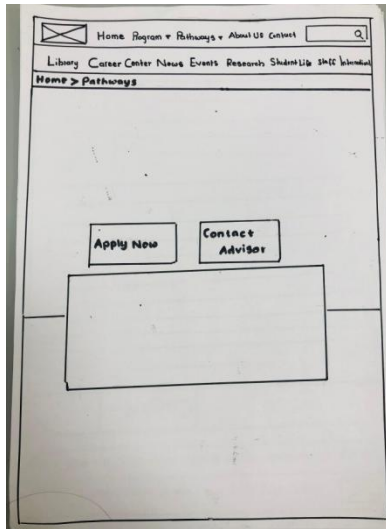 Home Program Pathways About US Contact
Library Career Center News Events Research Student Life Staff
Home > Pathways
Apply Now
Contact
Advisor